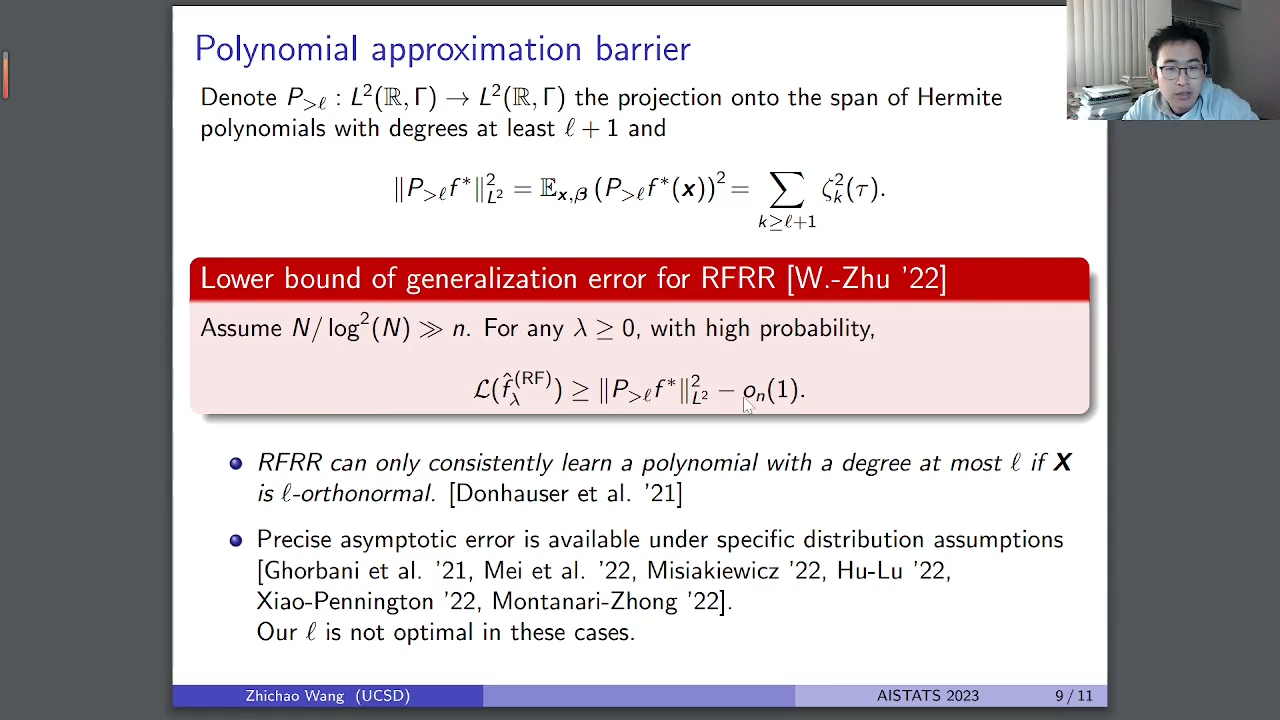 Polynomial approximation barrier
Denote P_{>ℓ} : L²(ℝ, Γ) → L²(ℝ, Γ) the projection onto the span of Hermite
polynomials with degrees at least ℓ + 1 and
‖P_{>ℓ}f*‖²_{L²} = 𝔼_{x,β} (P_{>ℓ}f*(x))² = ∑_{k≥ℓ+1} ζ²_k(τ).
Lower bound of generalization error for RFRR [W.-Zhu '22]
Assume N/ log²(N) ≫ n. For any λ ≥ 0, with high probability,
ℒ(f̂_λ^{(RF)}) ≥ ‖P_{>ℓ}f*‖²_{L²} − o_n(1).
RFRR can only consistently learn a polynomial with a degree at most ℓ if X
is ℓ-orthonormal. [Donhauser et al. '21]
Precise asymptotic error is available under specific distribution assumptions
[Ghorbani et al. '21, Mei et al. '22, Misiakiewicz '22, Hu-Lu '22,
Xiao-Pennington '22, Montanari-Zhong '22].
Our ℓ is not optimal in these cases.
Zhichao Wang (UCSD) AISTATS 2023 9 / 11